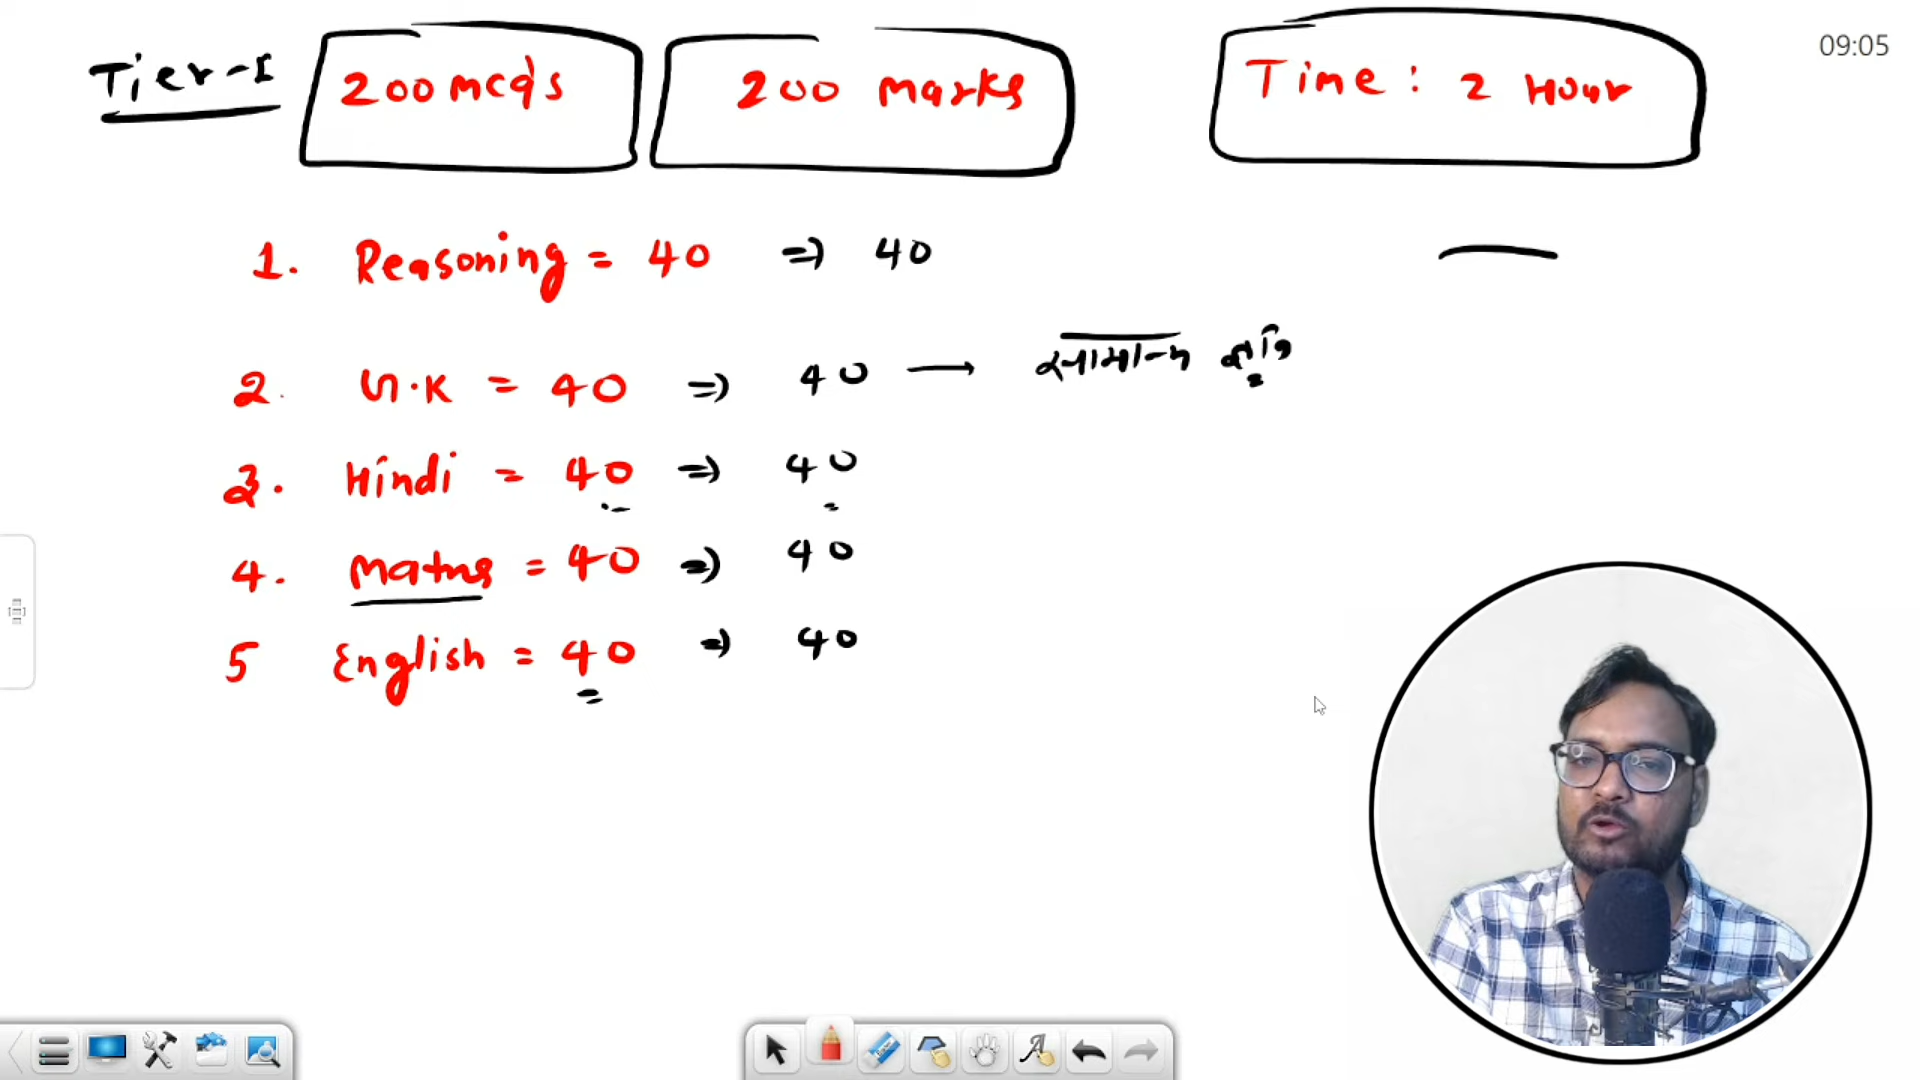 09:05
Tier-I 200 mcq's 200 marks Time: 2 Hour
1. Reasoning = 40 => 40
2. G.K = 40 => 40 → सामान्य
3. Hindi = 40 => 40
4. Maths = 40 => 40
5 English = 40 => 40